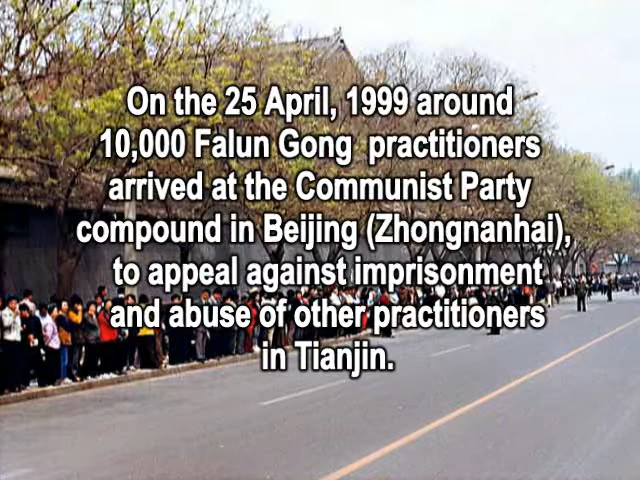 On the 25 April, 1999 around
10,000 Falun Gong practitioners
arrived at the Communist Party
compound in Beijing (Zhongnanhai),
to appeal against imprisonment
and abuse of other practitioners
in Tianjin.